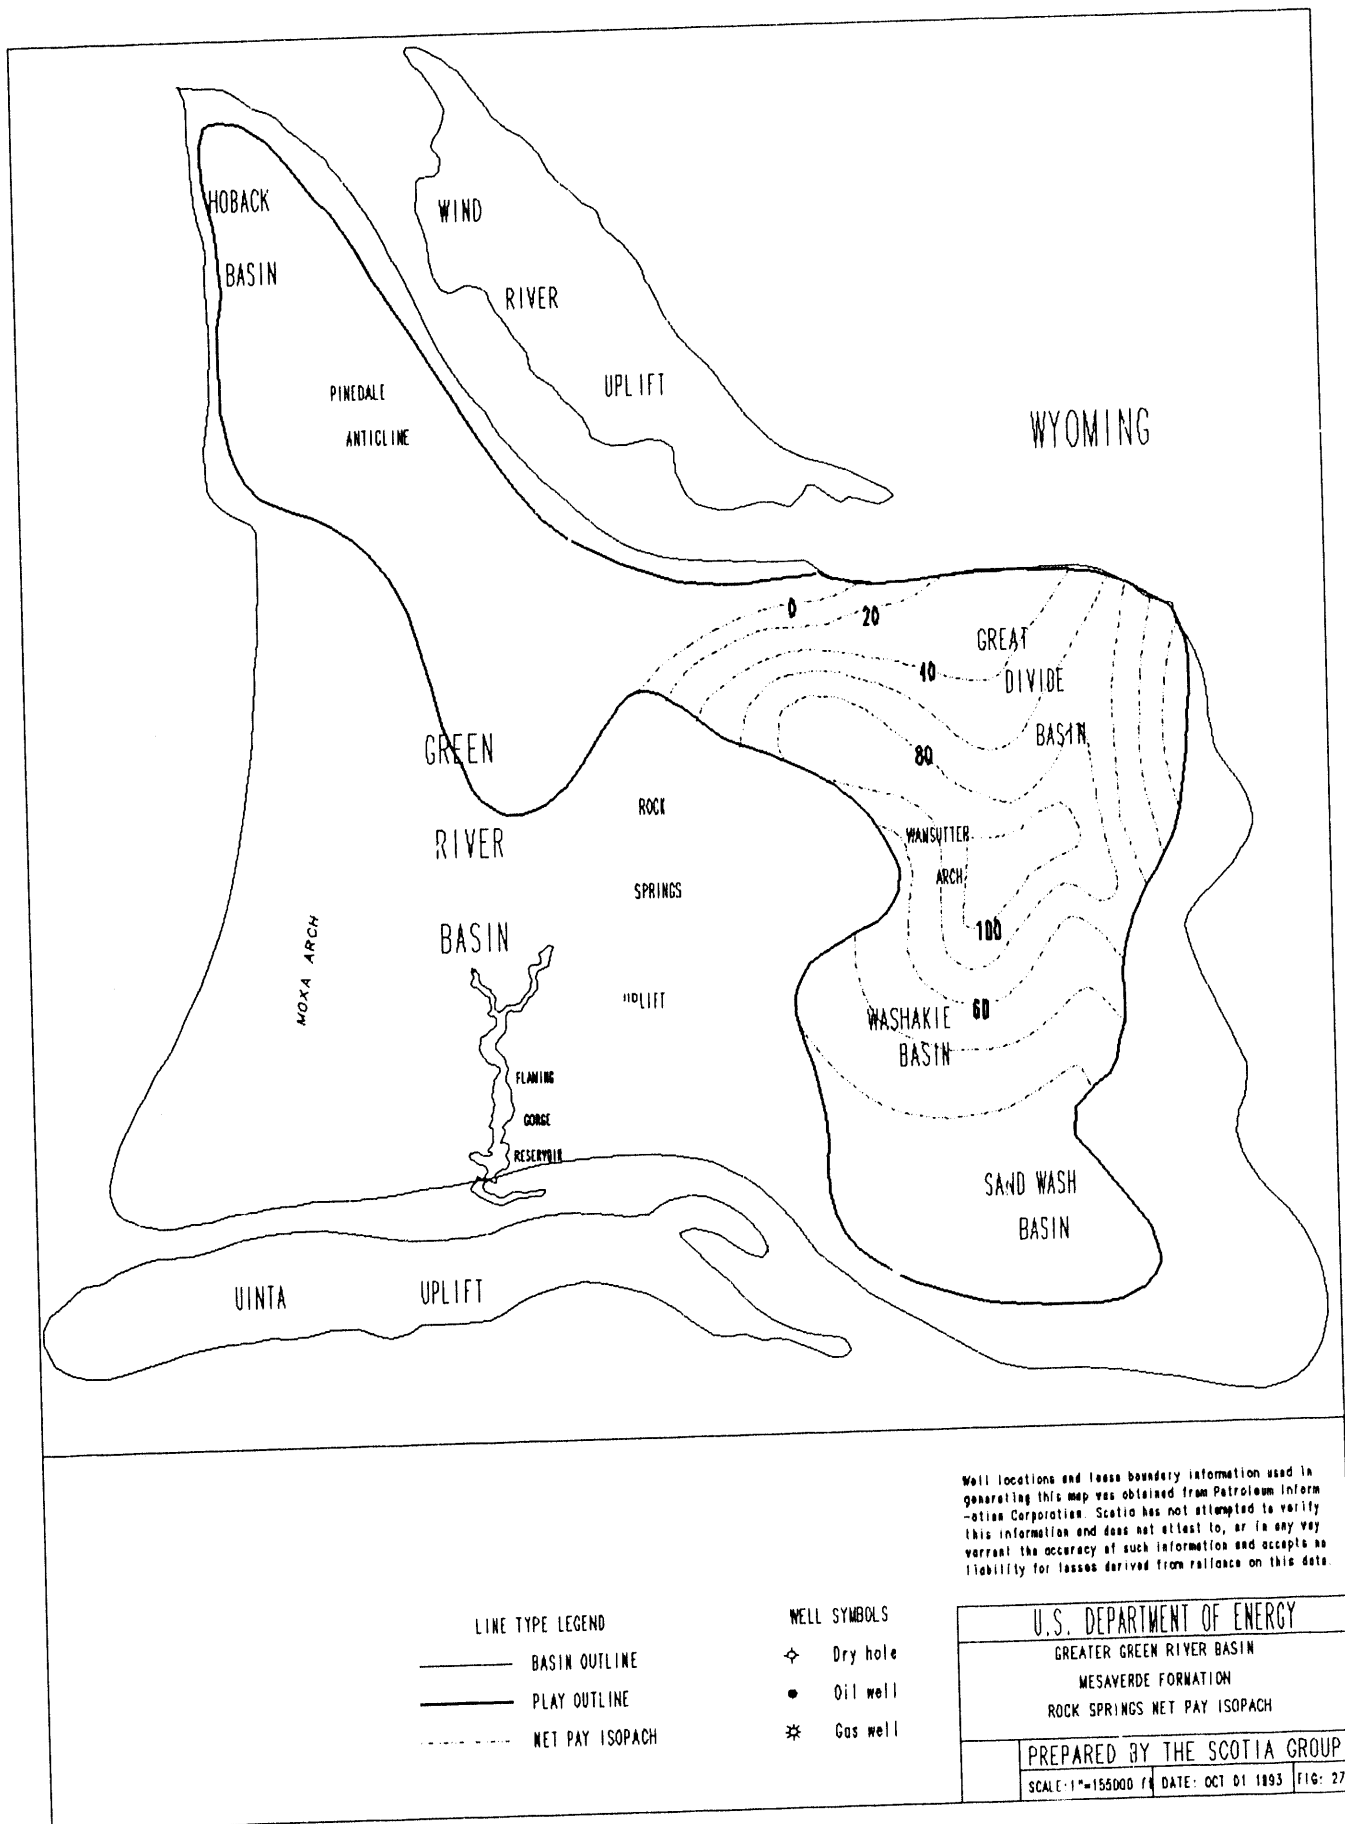 HOBACK
BASIN
WIND
RIVER
UPLIFT
PINEDALE
ANTICLINE
WYOMING
0
20
GREAT
40
DIVIDE
BASIN
80
GREEN
RIVER
BASIN
ROCK
SPRINGS
UPLIFT
WAMSUTTER
ARCH
100
MOXA ARCH
60
WASHAKIE
BASIN
FLAMING
GORGE
RESERVOIR
SAND WASH
BASIN
UINTA UPLIFT
Well locations and lease boundary information used in
generating this map was obtained from Petroleum Inform
-ation Corporation. Scotia has not attempted to verify
this information and does not attest to, or in any way
warrant the accuracy of such information and accepts no
liability for losses derived from reliance on this data.
LINE TYPE LEGEND
BASIN OUTLINE
PLAY OUTLINE
NET PAY ISOPACH
WELL SYMBOLS
Dry hole
Oil well
Gas well
U.S. DEPARTMENT OF ENERGY
GREATER GREEN RIVER BASIN
MESAVERDE FORMATION
ROCK SPRINGS NET PAY ISOPACH
PREPARED BY THE SCOTIA GROUP
SCALE: 1"=155000 ft DATE: OCT 01 1993 FIG: 27